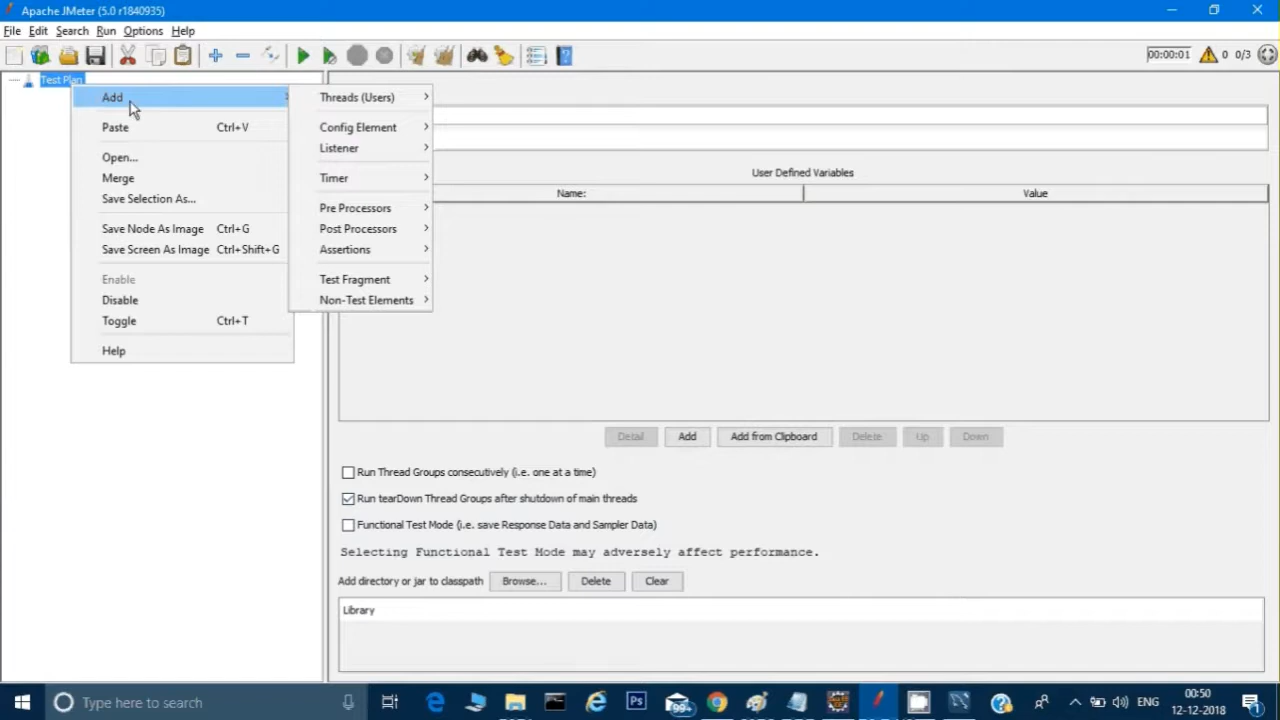 Apache JMeter (5.0 r1840935)
File Edit Search Run Options Help
00:00:01 0 0/3
Test Plan
Add
Paste Ctrl+V
Open...
Merge
Save Selection As...
Save Node As Image Ctrl+G
Save Screen As Image Ctrl+Shift+G
Enable
Disable
Toggle Ctrl+T
Help
Threads (Users)
Config Element
Listener
Timer
Pre Processors
Post Processors
Assertions
Test Fragment
Non-Test Elements
User Defined Variables
Name: Value
Detail Add Add from Clipboard Delete Up Down
Run Thread Groups consecutively (i.e. one at a time)
Run tearDown Thread Groups after shutdown of main threads
Functional Test Mode (i.e. save Response Data and Sampler Data)
Selecting Functional Test Mode may adversely affect performance.
Add directory or jar to classpath Browse... Delete Clear
Library
Type here to search
Ps
99+
ENG
00:50
12-12-2018
1